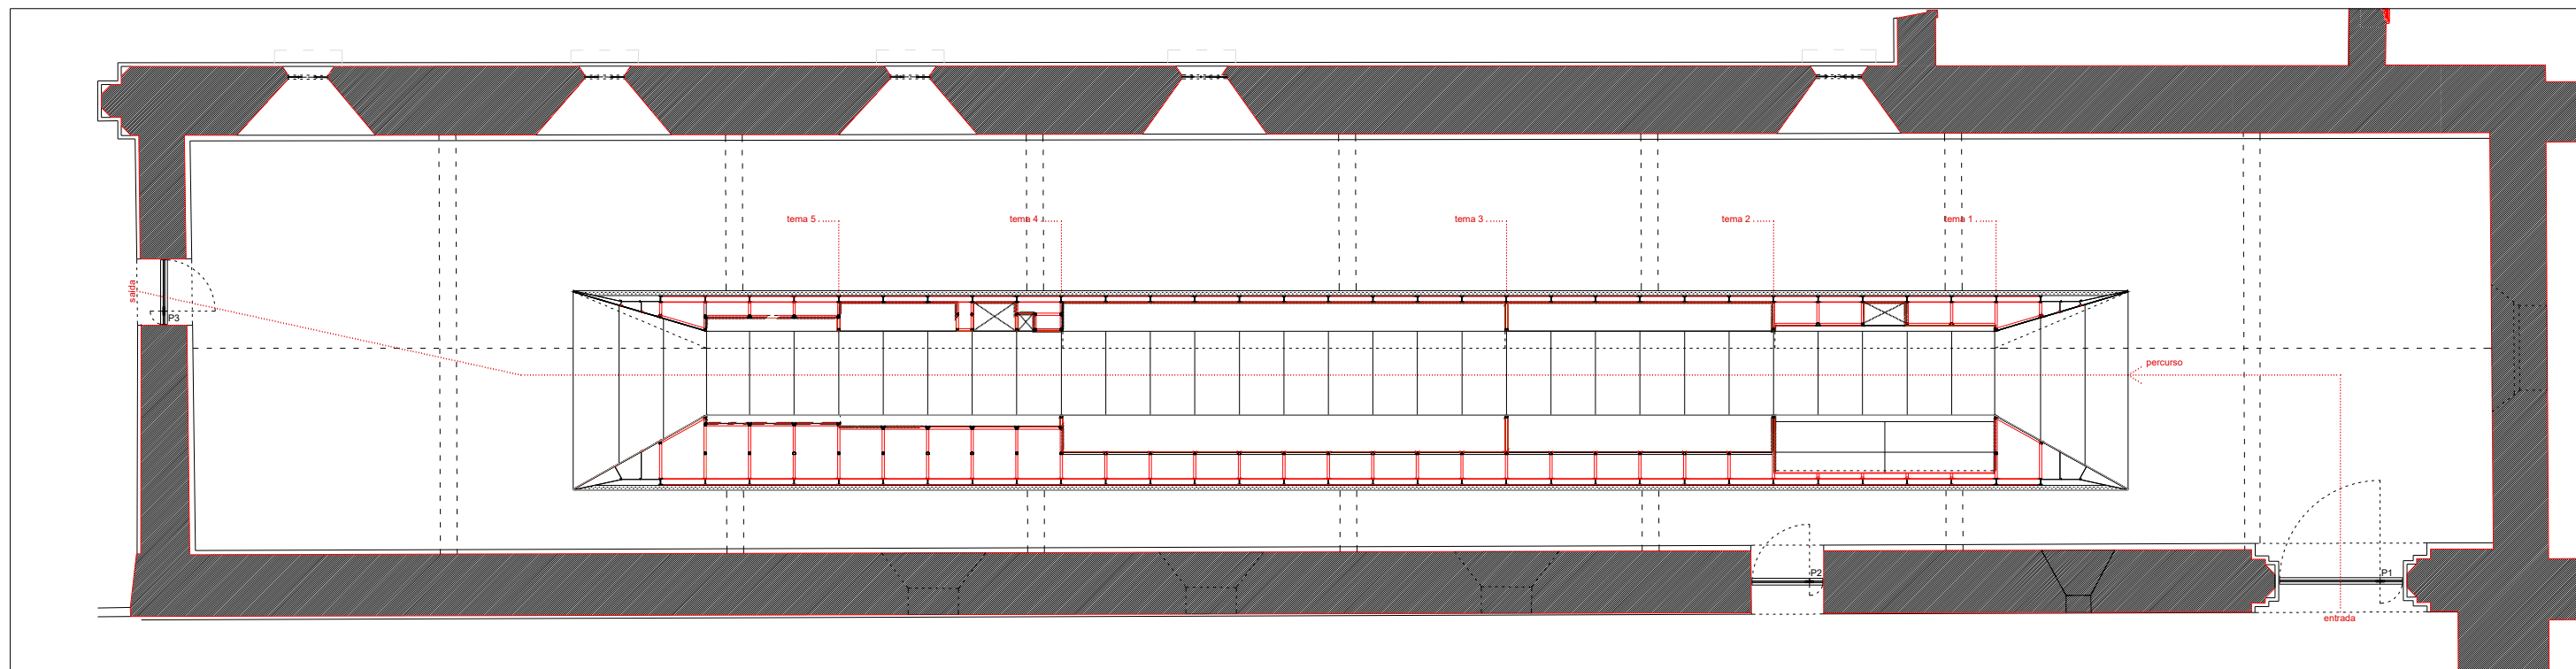 tema 5 ......
tema 4 ......
tema 3 ......
tema 2 ......
tema 1 ......
saída
P3
percurso
P2
P1
entrada